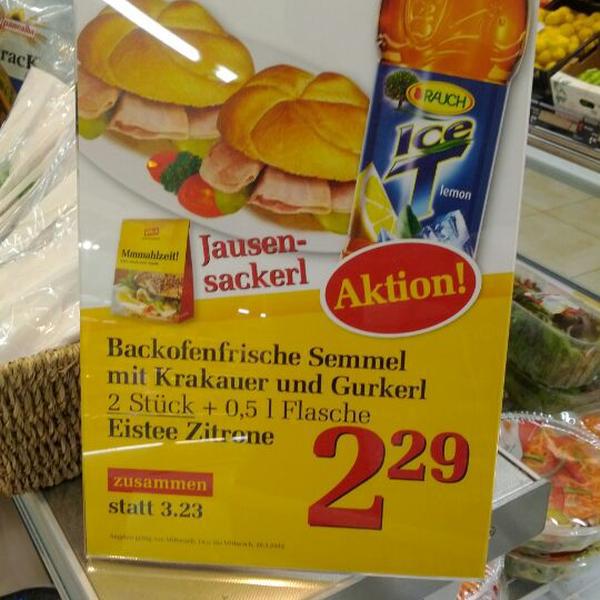 RAUCH
ice
T
lemon
Mmmahlzeit!
Jausen-
sackerl
Aktion!
Backofenfrische Semmel
mit Krakauer und Gurkerl
2 Stück + 0,5 l Flasche
Eistee Zitrone
2 29
zusammen
statt 3.23